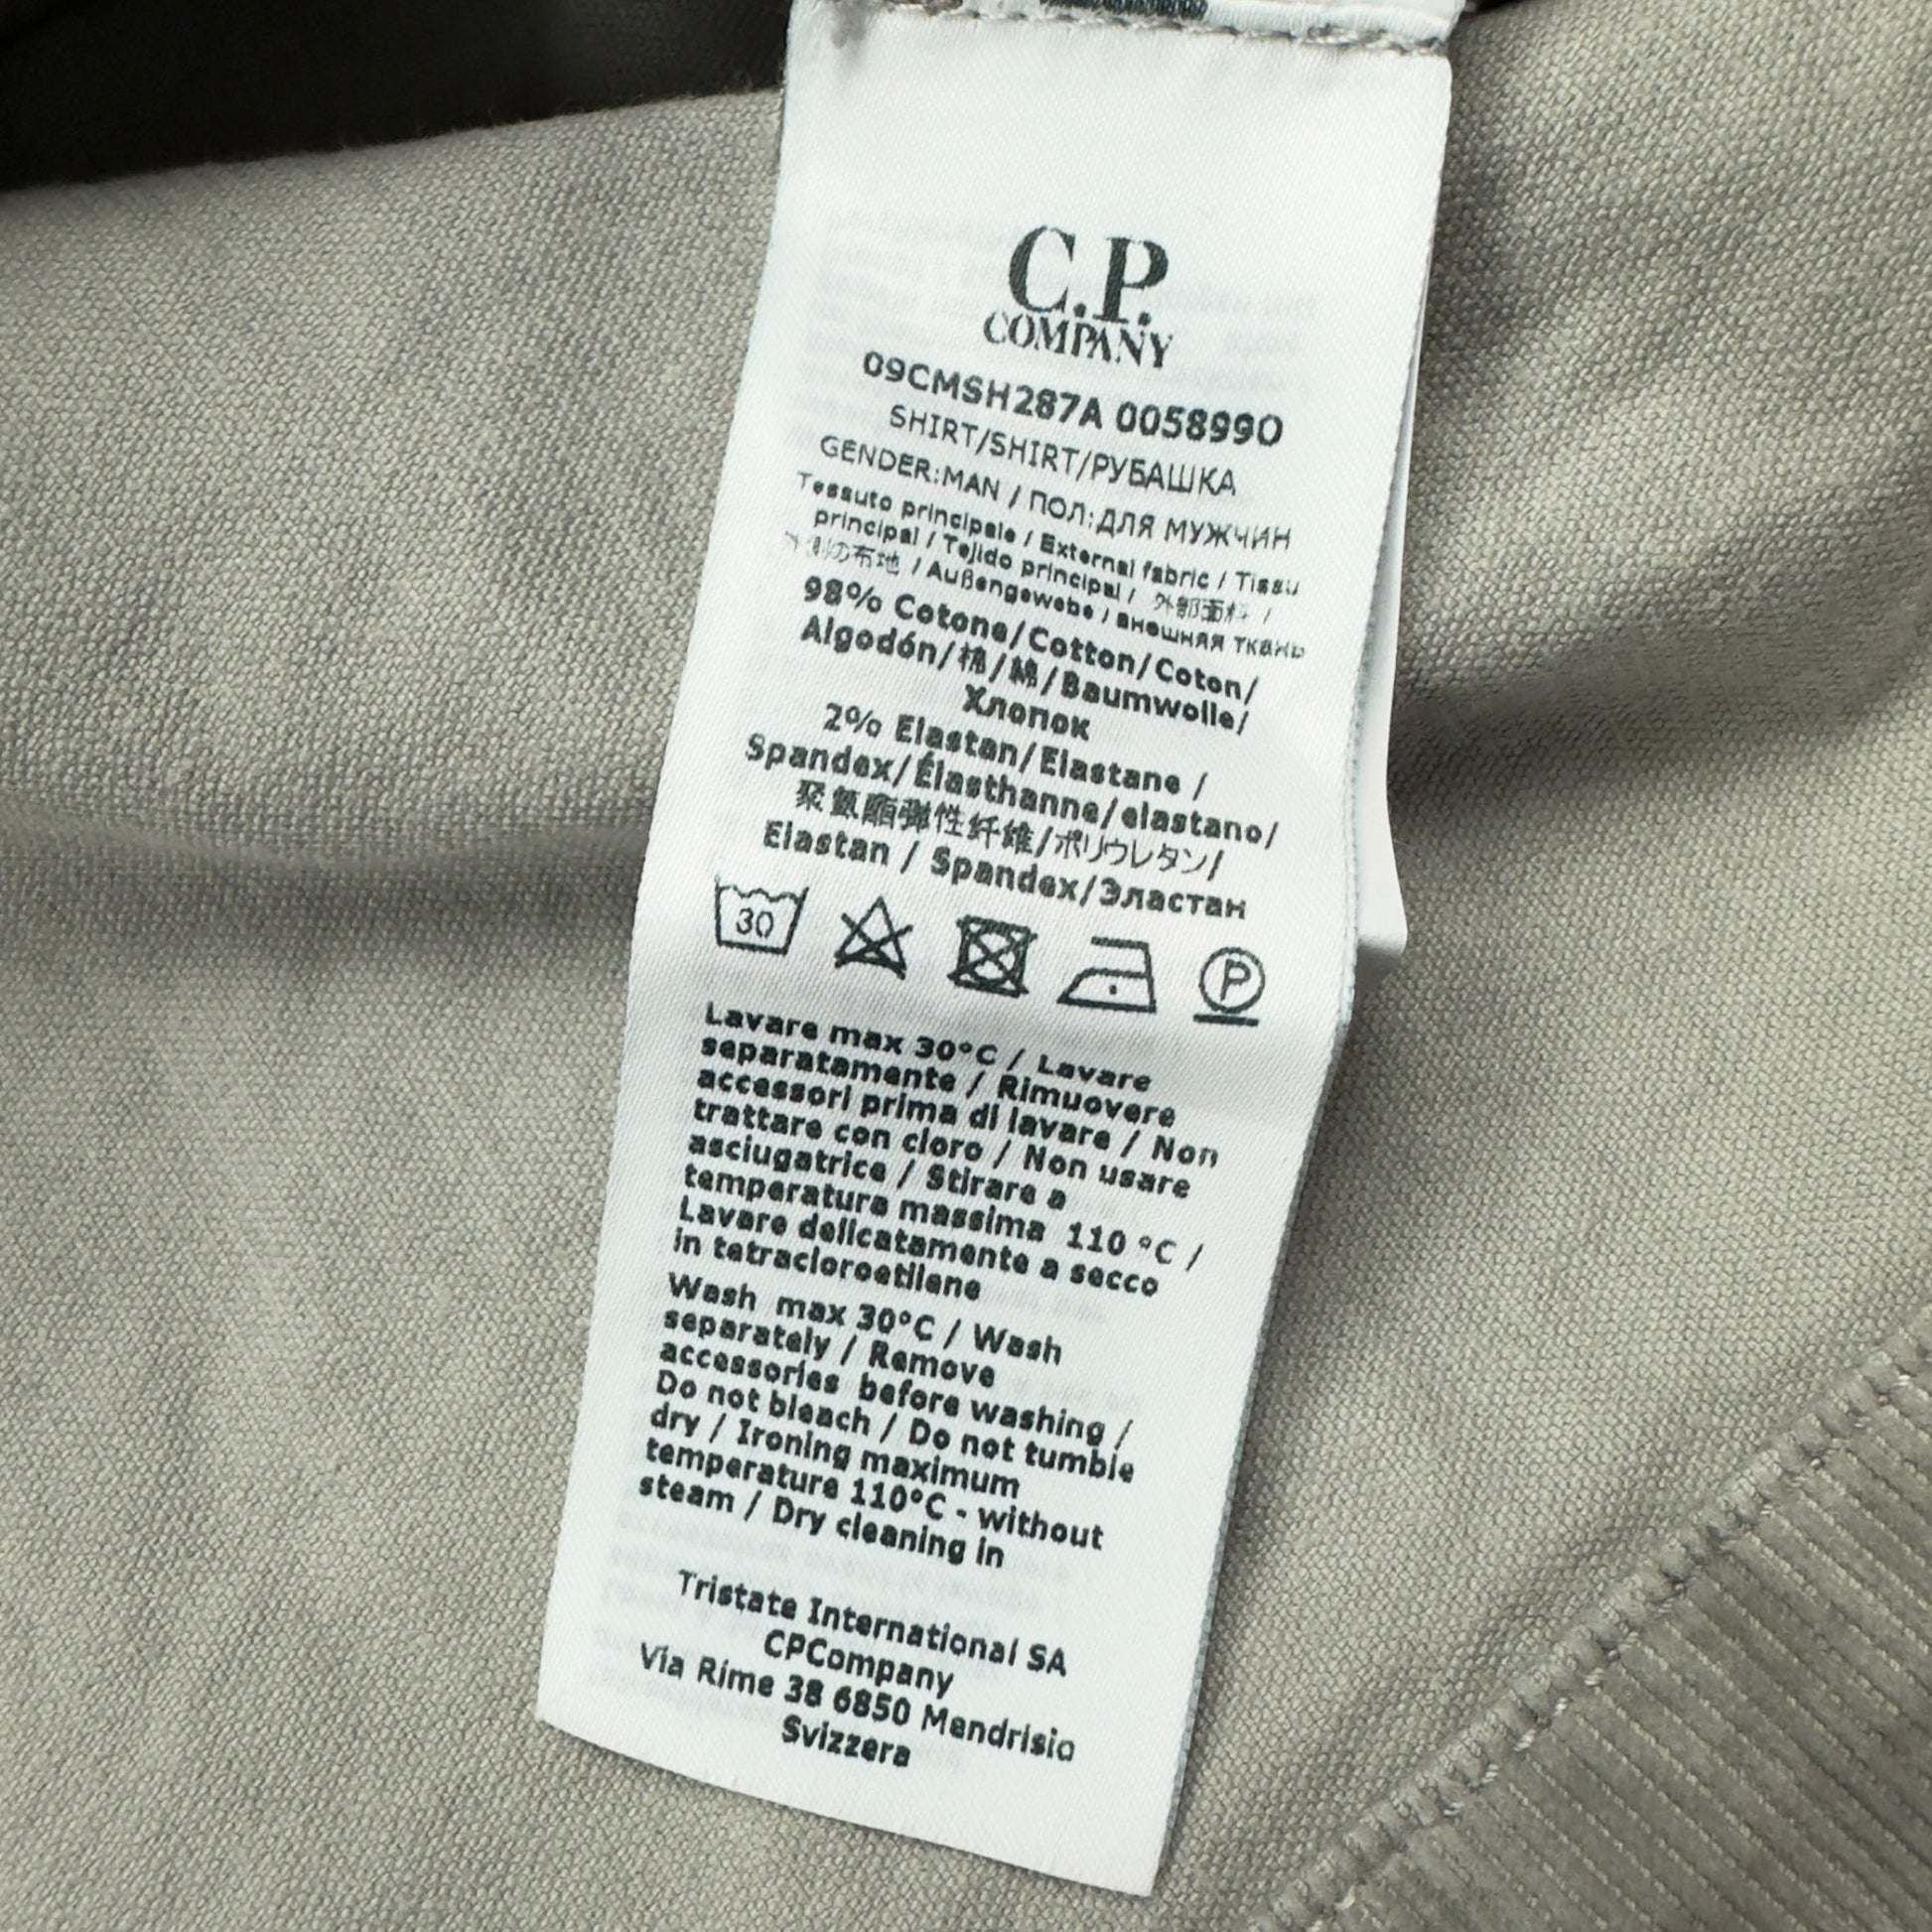 C.P.
COMPANY
09CMSH287A 005899O
SHIRT/SHIRT/РУБАШКА
GENDER:MAN / ПОЛ:ДЛЯ МУЖЧИН
Tessuto principale / External fabric / Tissu
principal / Tejido principal / 外部面料 /
外側の布地 / Außengewebe / внешняя ткань
98% Cotone/Cotton/Coton/
Algodón/棉/綿/Baumwolle/
Хлопок
2% Elastan/Elastane /
Spandex/Élasthanne/elastano/
聚氨酯弹性纤维/ポリウレタン/
Elastan / Spandex/Эластан
30
P
Lavare max 30°C / Lavare
separatamente / Rimuovere
accessori prima di lavare / Non
trattare con cloro / Non usare
asciugatrice / Stirare a
temperatura massima 110 °C /
Lavare delicatamente a secco
in tetracloroetilene
Wash max 30°C / Wash
separately / Remove
accessories before washing /
Do not bleach / Do not tumble
dry / Ironing maximum
temperature 110°C - without
steam / Dry cleaning in
Tristate International SA
CPCompany
Via Rime 38 6850 Mendrisio
Svizzera